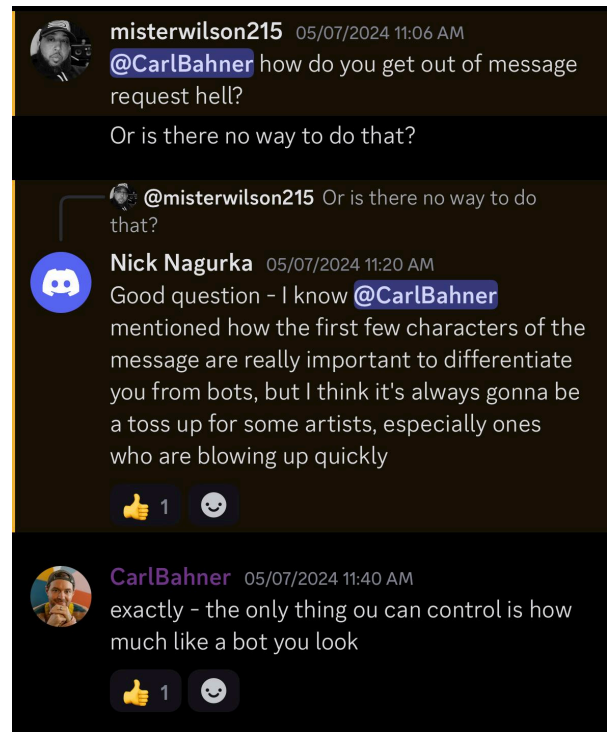 misterwilson215 05/07/2024 11:06 AM
@CarlBahner how do you get out of message
request hell?
Or is there no way to do that?
@misterwilson215 Or is there no way to do
that?
Nick Nagurka 05/07/2024 11:20 AM
Good question - I know @CarlBahner
mentioned how the first few characters of the
message are really important to differentiate
you from bots, but I think it's always gonna be
a toss up for some artists, especially ones
who are blowing up quickly
👍 1
CarlBahner 05/07/2024 11:40 AM
exactly - the only thing ou can control is how
much like a bot you look
👍 1